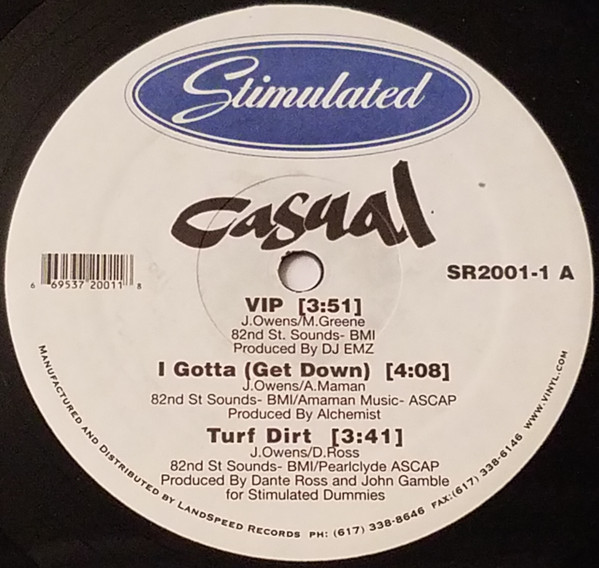 Stimulated
casual
SR2001-1 A
6 69537 20011 8
VIP [3:51]
J.Owens/M.Greene
82nd St. Sounds- BMI
Produced By DJ EMZ
I Gotta (Get Down) [4:08]
J.Owens/A.Maman
82nd St Sounds- BMI/Amaman Music- ASCAP
Produced By Alchemist
Turf Dirt [3:41]
J.Owens/D.Ross
82nd St Sounds- BMI/Pearlclyde ASCAP
Produced By Dante Ross and John Gamble
for Stimulated Dummies
Manufactured and Distributed by LandSpeed Records ph: (617) 338-8646 fax:(617) 338-6146 www.vinyl.com